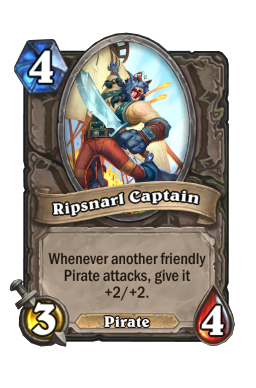 4
Ripsnarl Captain
Whenever another friendly
Pirate attacks, give it
+2/+2.
3
Pirate
4